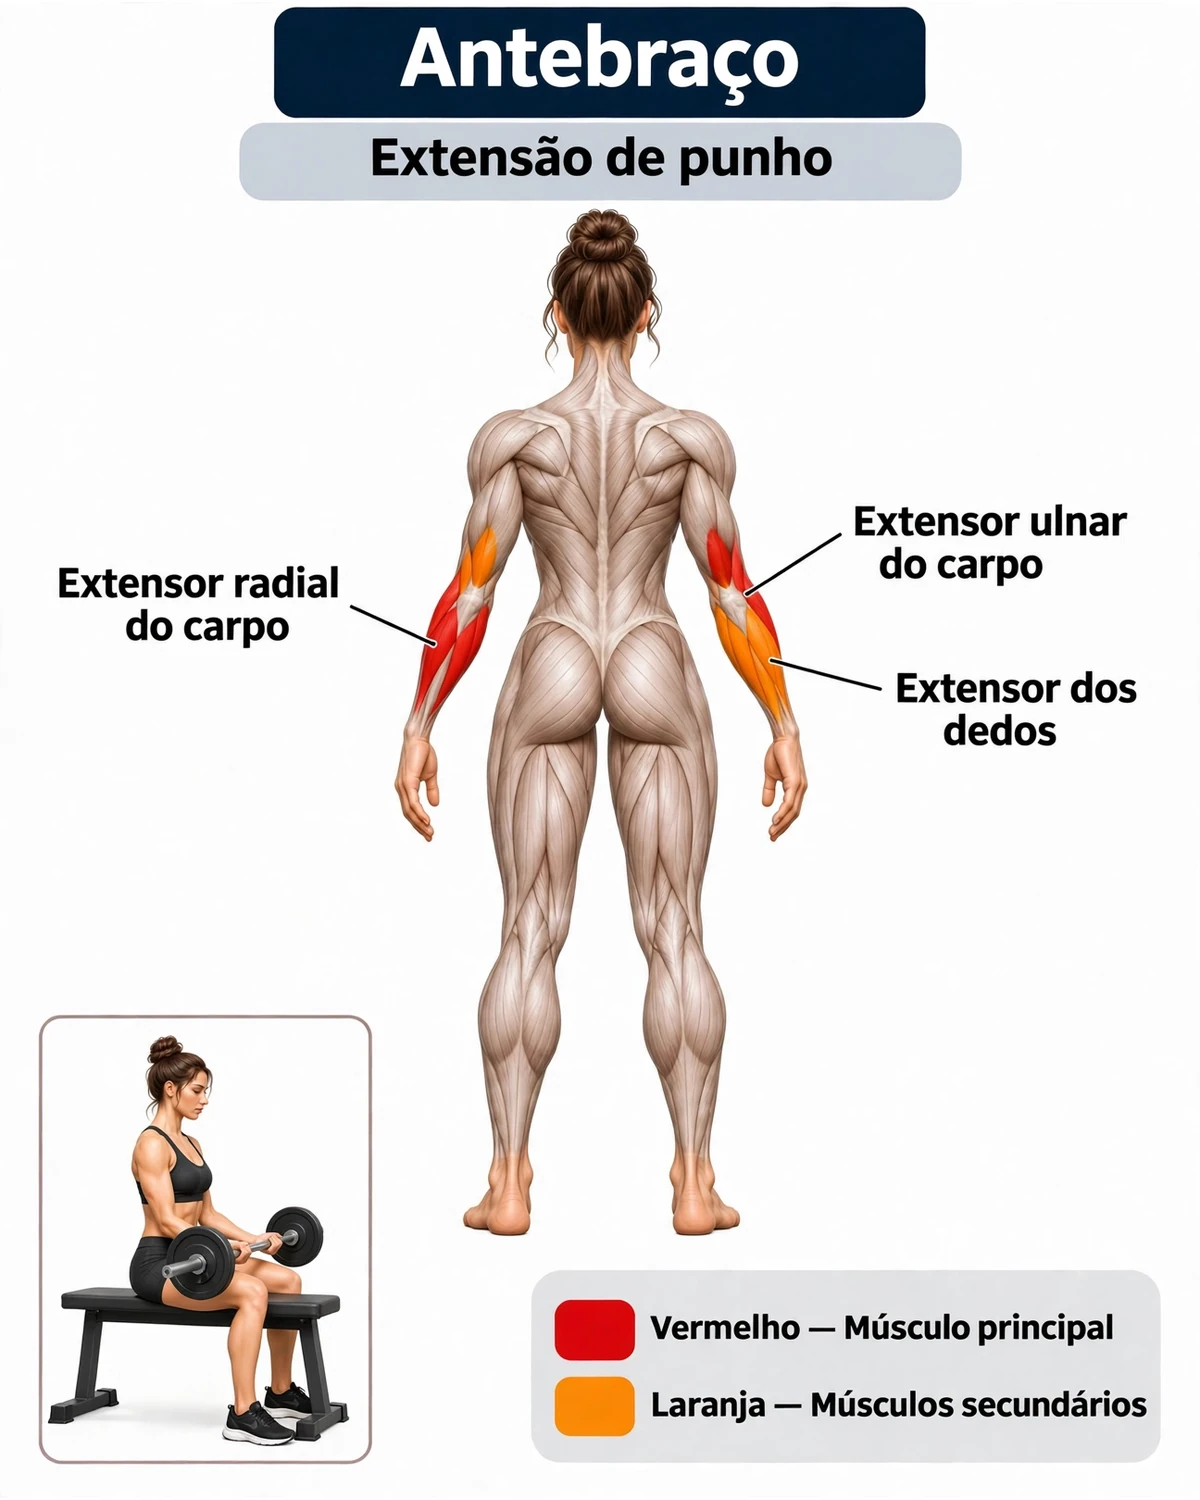 Antebraço
Extensão de punho
Extensor ulnar
do carpo
Extensor radial
do carpo
Extensor dos
dedos
Vermelho — Músculo principal
Laranja — Músculos secundários